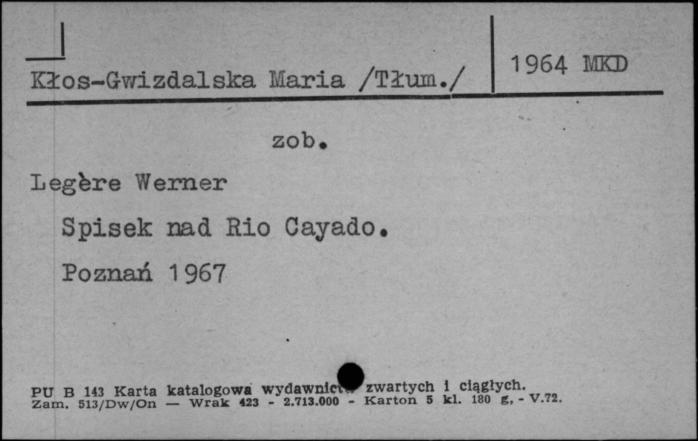 Kłos-Gwizdalska Maria /Tłum./
1964 MKD
zob.
Legère Werner
Spisek nad Rio Cayado.
Poznań 1967
PU B 143 Karta katalogowa wydawnictw zwartych i ciągłych.
Zam. 513/Dw/On — Wrak 423 - 2.713.000 - Karton 5 kl. 180 g, - V.72.